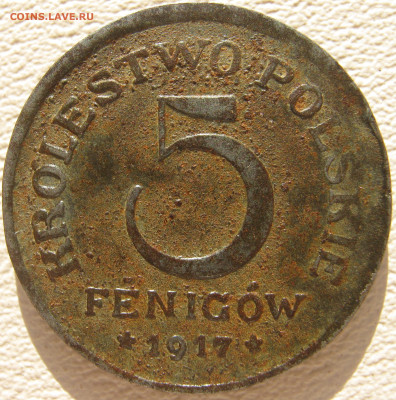 COINS.LAVE.RU
KRÓLESTWO POLSKIE
5
FENIGÓW
* 1917 *